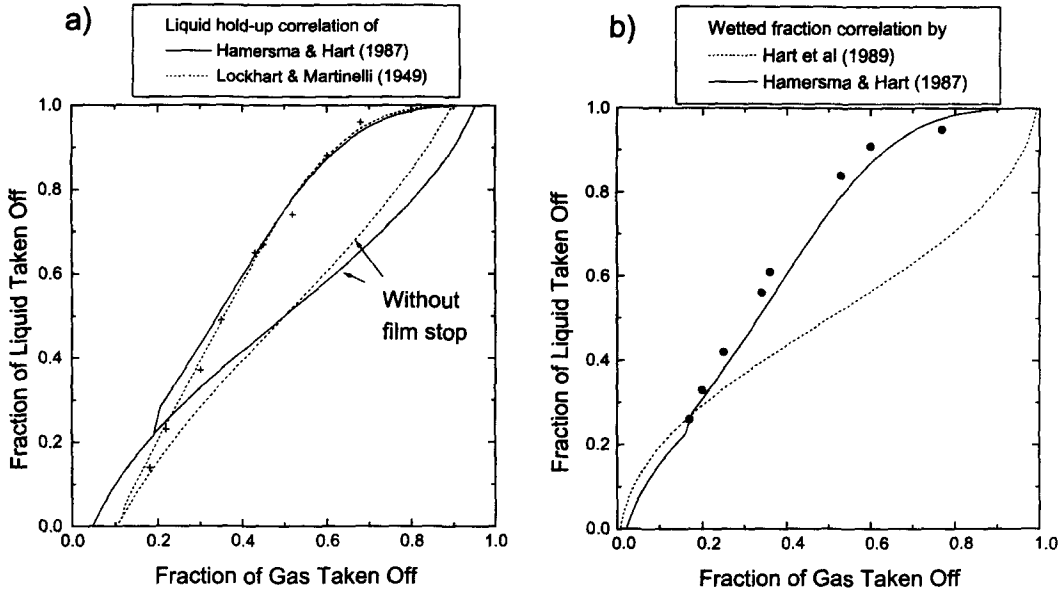 a)
Liquid hold-up correlation of
Hamersma & Hart (1987)
Lockhart & Martinelli (1949)
1.0
0.8
0.6
0.4
0.2
0.0
0.0
0.2
0.4
0.6
0.8
1.0
Fraction of Liquid Taken Off
Fraction of Gas Taken Off
Without
film stop
b)
Wetted fraction correlation by
Hart et al (1989)
Hamersma & Hart (1987)
1.0
0.8
0.6
0.4
0.2
0.0
0.0
0.2
0.4
0.6
0.8
1.0
Fraction of Liquid Taken Off
Fraction of Gas Taken Off